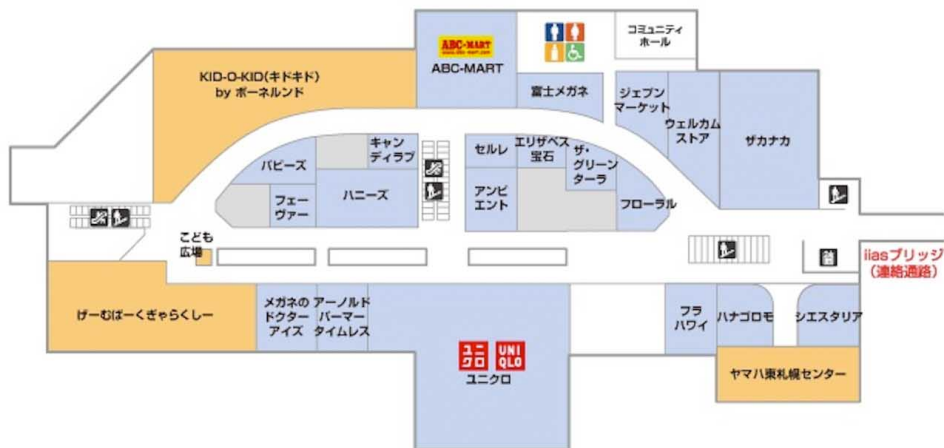 コミュニティ
ホール
ABC-MART
www.abc-mart.com
ABC-MART
KID-O-KID(キドキド)
by ボーネルンド
富士メガネ
ジェブン
マーケット
ウェルカム
ストア
ザカナカ
キャン
ディラブ
パピーズ
フェー
ヴァー
ハニーズ
セルレ
エリザベス
宝石
ザ・
グリーン
ターラ
アンビ
エント
フローラル
こども
広場
iiasブリッジ
(連絡通路)
げーむぱーくぎゃらくしー
メガネの
ドクター
アイズ
アーノルド
パーマー
タイムレス
ユニ
クロ
UNI
QLO
ユニクロ
フラ
ハワイ
ハナゴロモ
シエスタリア
ヤマハ東札幌センター